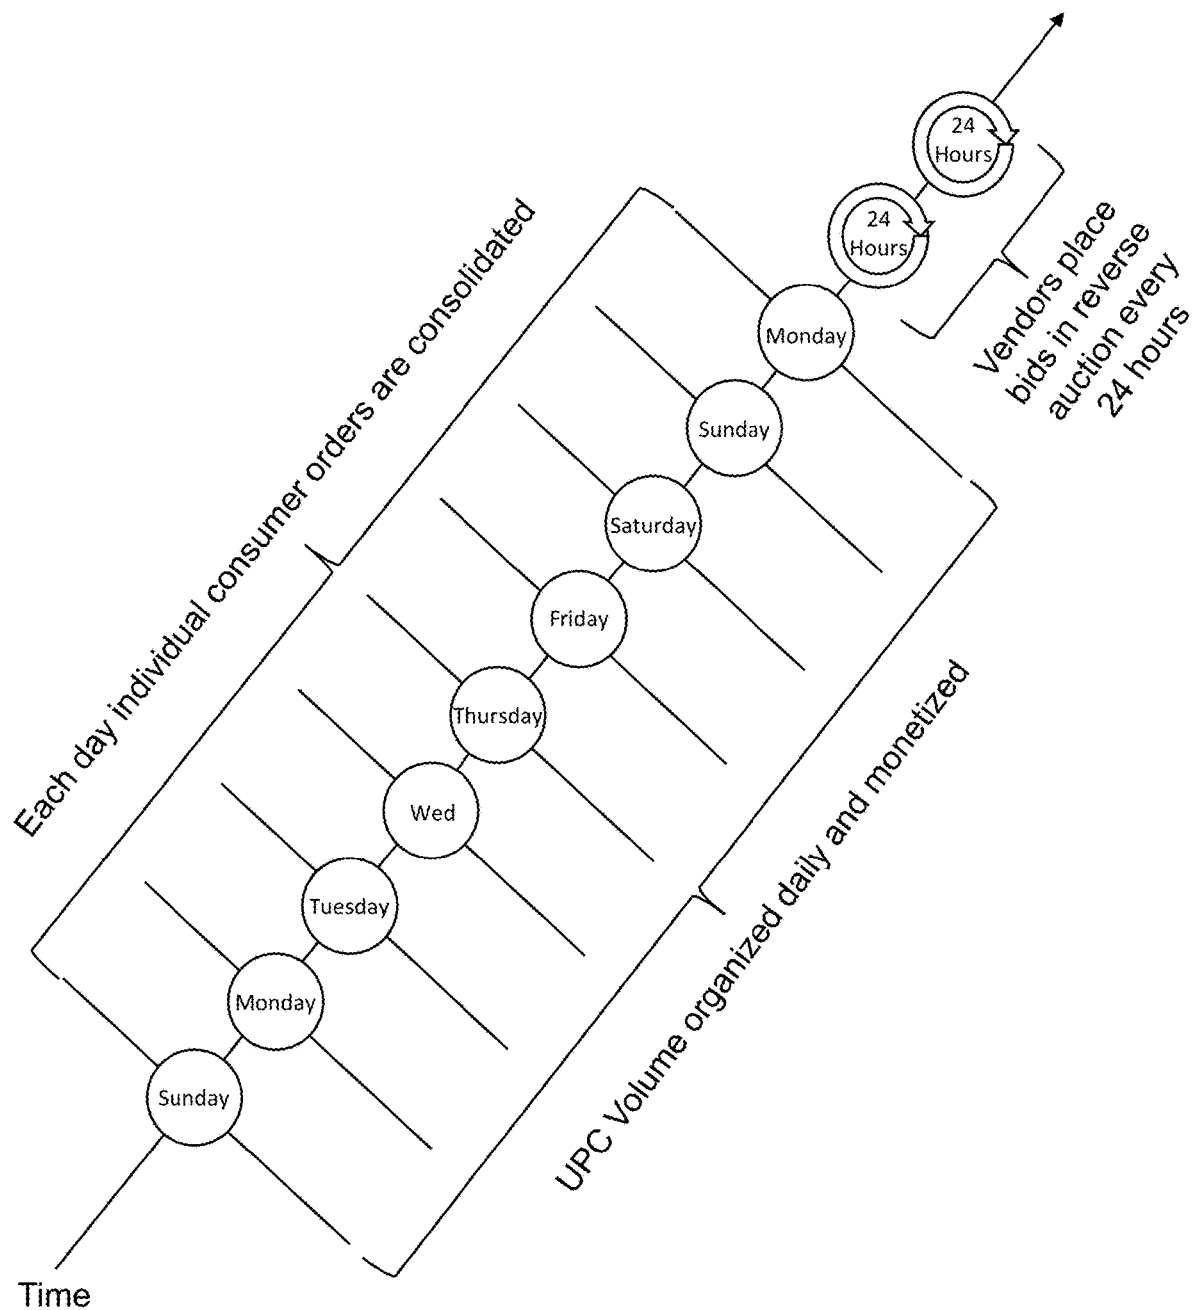 24
Hours
24
Hours
Vendors place
bids in reverse
auction every
24 hours
Each day individual consumer orders are consolidated
Monday
Sunday
Saturday
Friday
Thursday
Wed
Tuesday
Monday
Sunday
UPC Volume organized daily and monetized
Time